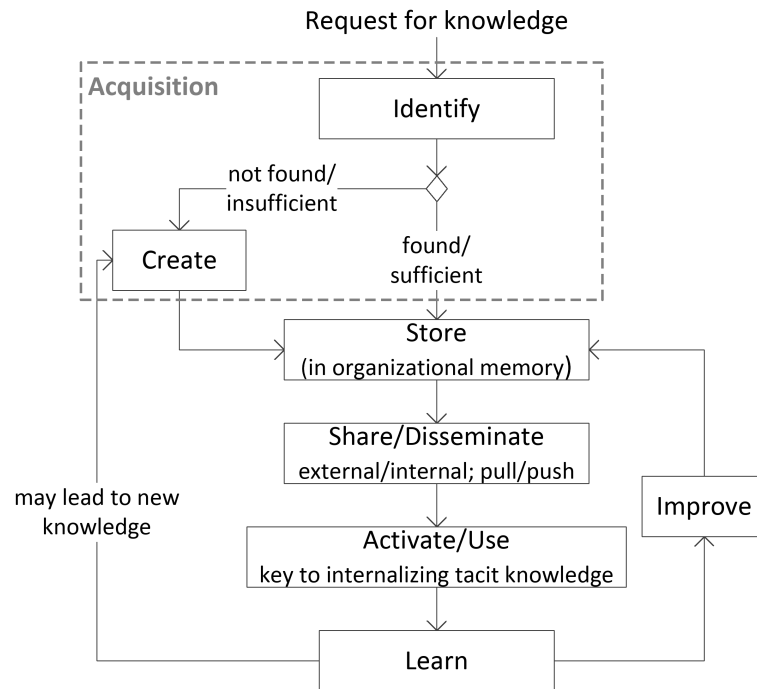 Request for knowledge
Acquisition
Identify
not found/
insufficient
Create
found/
sufficient
Store
(in organizational memory)
Share/Disseminate
external/internal; pull/push
may lead to new
knowledge
Improve
Activate/Use
key to internalizing tacit knowledge
Learn